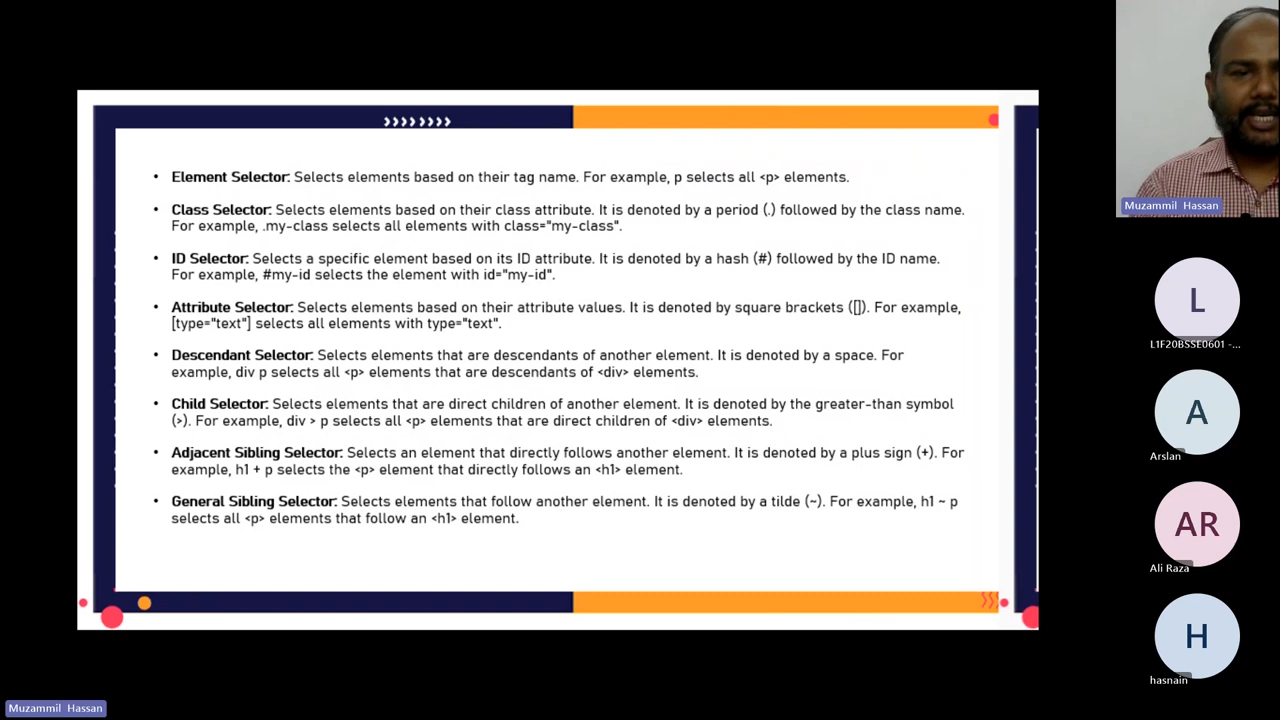 • Element Selector: Selects elements based on their tag name. For example, p selects all <p> elements.
• Class Selector: Selects elements based on their class attribute. It is denoted by a period (.) followed by the class name.
For example, .my-class selects all elements with class="my-class".
• ID Selector: Selects a specific element based on its ID attribute. It is denoted by a hash (#) followed by the ID name.
For example, #my-id selects the element with id="my-id".
• Attribute Selector: Selects elements based on their attribute values. It is denoted by square brackets ([]). For example,
[type="text"] selects all elements with type="text".
• Descendant Selector: Selects elements that are descendants of another element. It is denoted by a space. For
example, div p selects all <p> elements that are descendants of <div> elements.
• Child Selector: Selects elements that are direct children of another element. It is denoted by the greater-than symbol
(>). For example, div > p selects all <p> elements that are direct children of <div> elements.
• Adjacent Sibling Selector: Selects an element that directly follows another element. It is denoted by a plus sign (+). For
example, h1 + p selects the <p> element that directly follows an <h1> element.
• General Sibling Selector: Selects elements that follow another element. It is denoted by a tilde (~). For example, h1 ~ p
selects all <p> elements that follow an <h1> element.
Muzammil Hassan
L
L1F20BSSE0601 -...
A
Arslan
AR
Ali Raza
H
hasnain
Muzammil Hassan